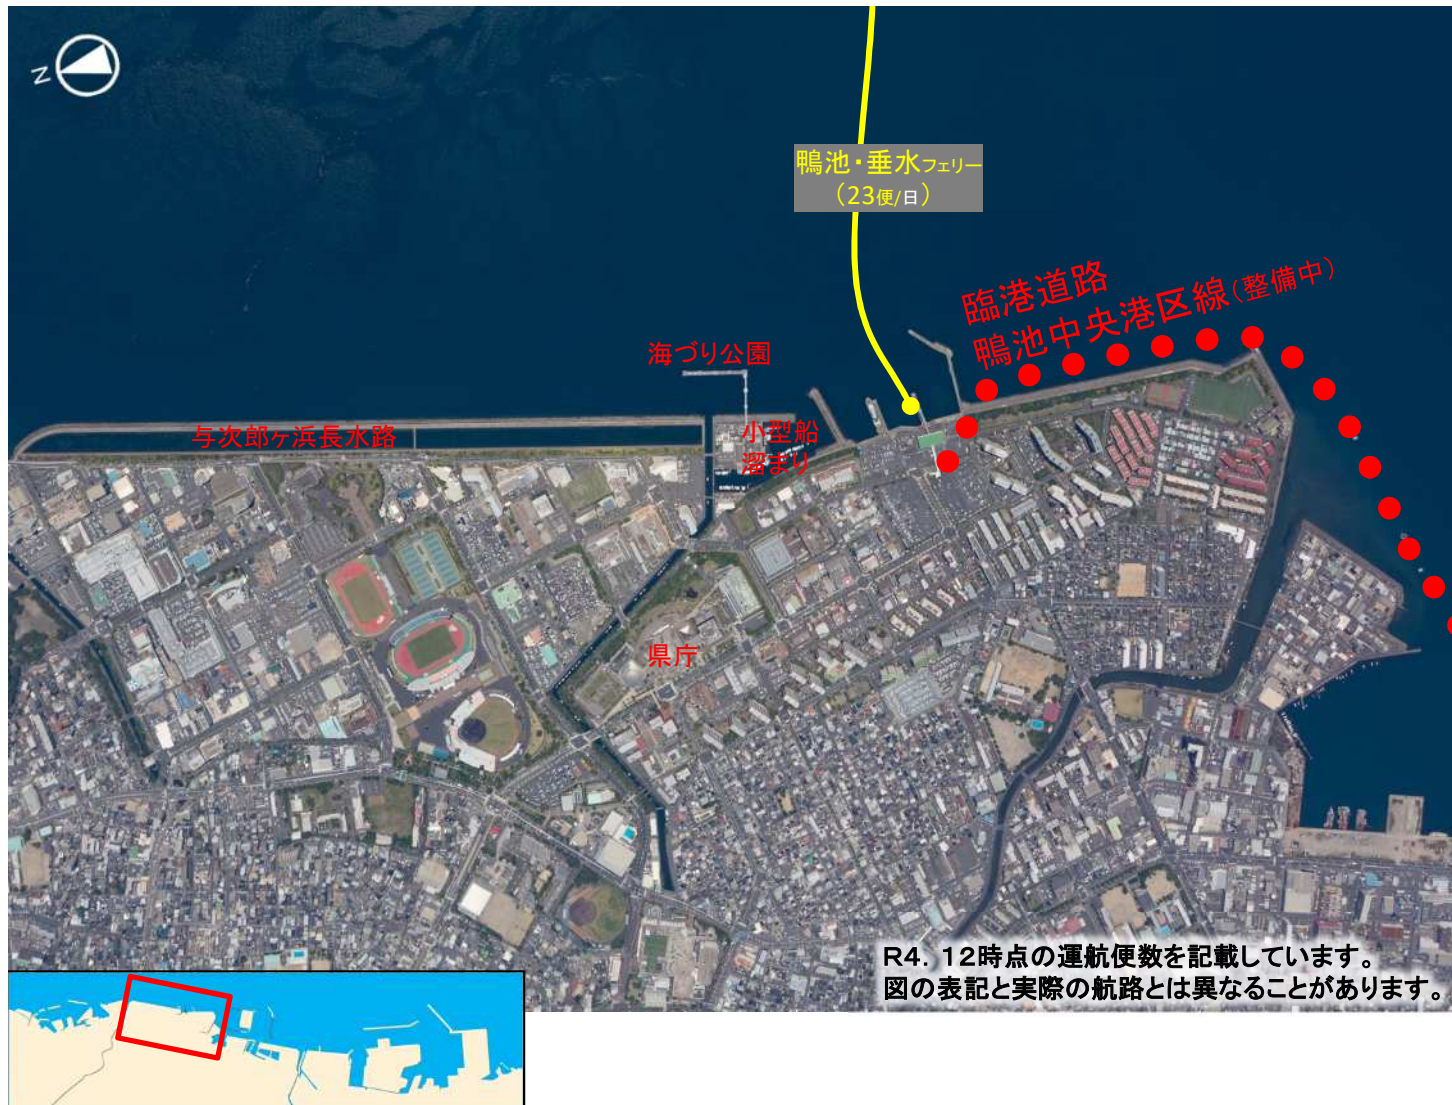 Z
鴨池・垂水フェリー
（23便/日）
臨港道路
鴨池中央港区線(整備中)
海づり公園
与次郎ヶ浜長水路
小型船
溜まり
県庁
R4．12時点の運航便数を記載しています。
図の表記と実際の航路とは異なることがあります。